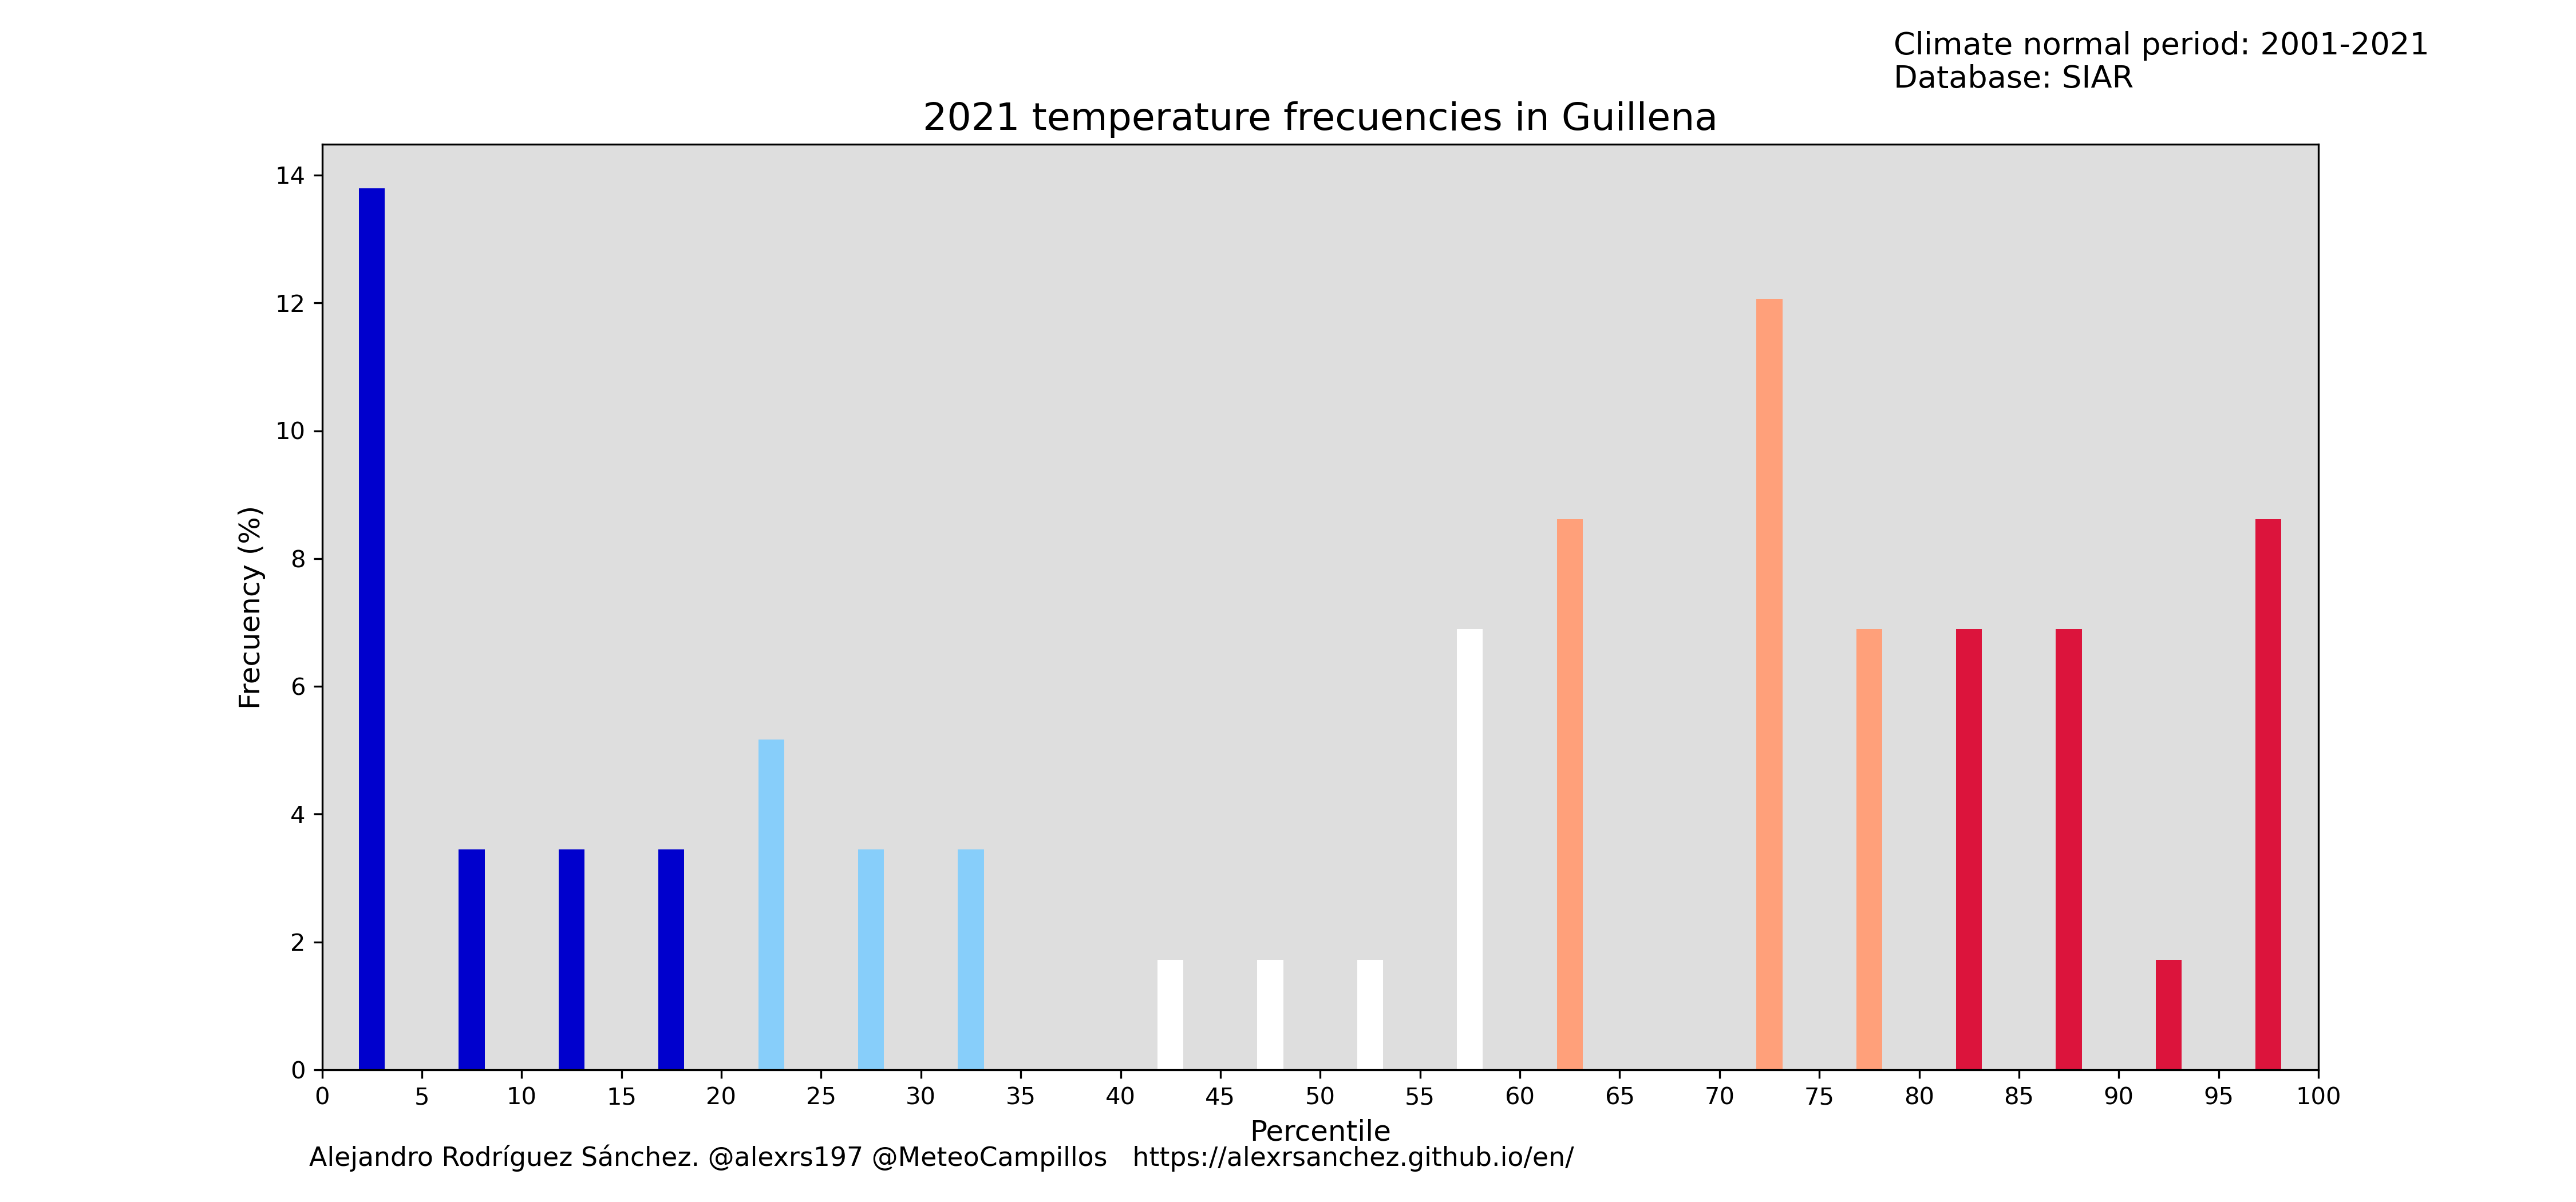 Climate normal period: 2001-2021
Database: SIAR
2021 temperature frecuencies in Guillena
14
12
10
8
6
4
2
0
Frecuency (%)
0 5 10 15 20 25 30 35 40 45 50 55 60 65 70 75 80 85 90 95 100
Percentile
Alejandro Rodríguez Sánchez. @alexrs197 @MeteoCampillos https://alexrsanchez.github.io/en/